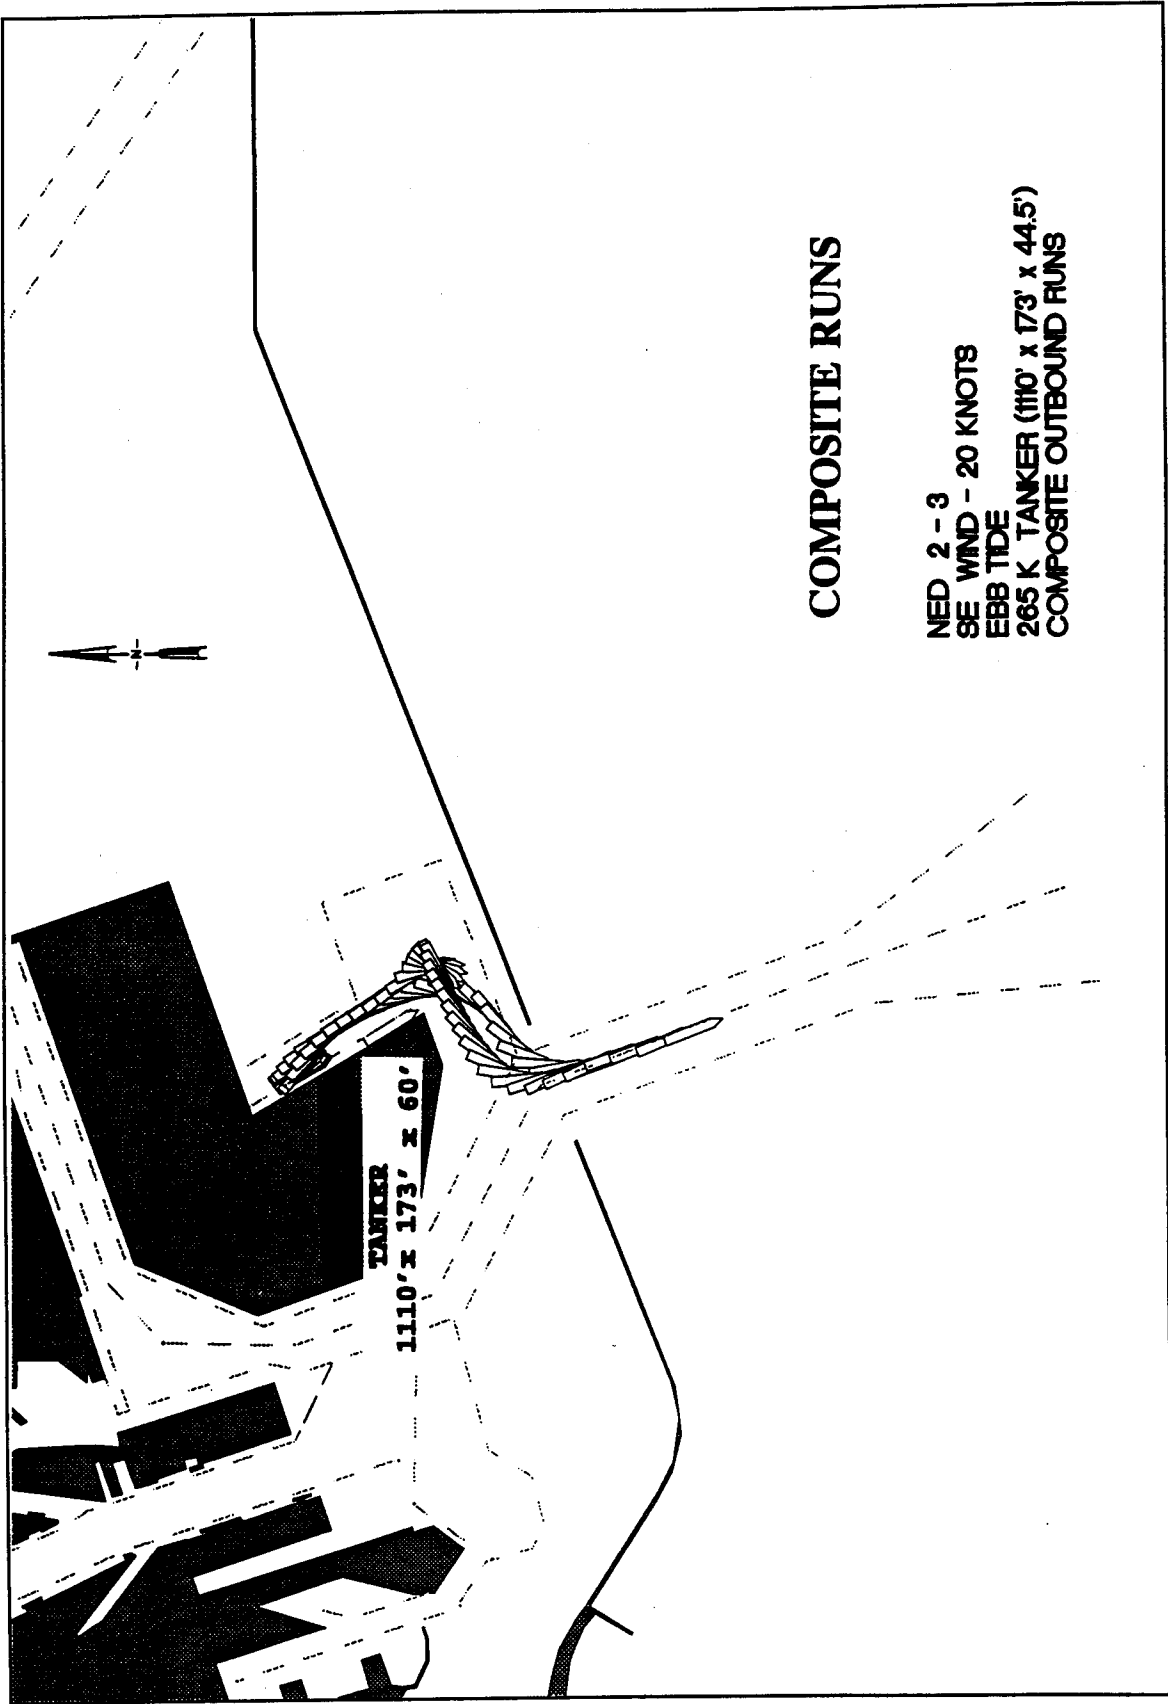 N
TANKER
1110'x 173' x 60'
COMPOSITE RUNS
NED 2 - 3
SE WIND - 20 KNOTS
EBB TIDE
265 K TANKER (1110' x 173' x 44.5')
COMPOSITE OUTBOUND RUNS